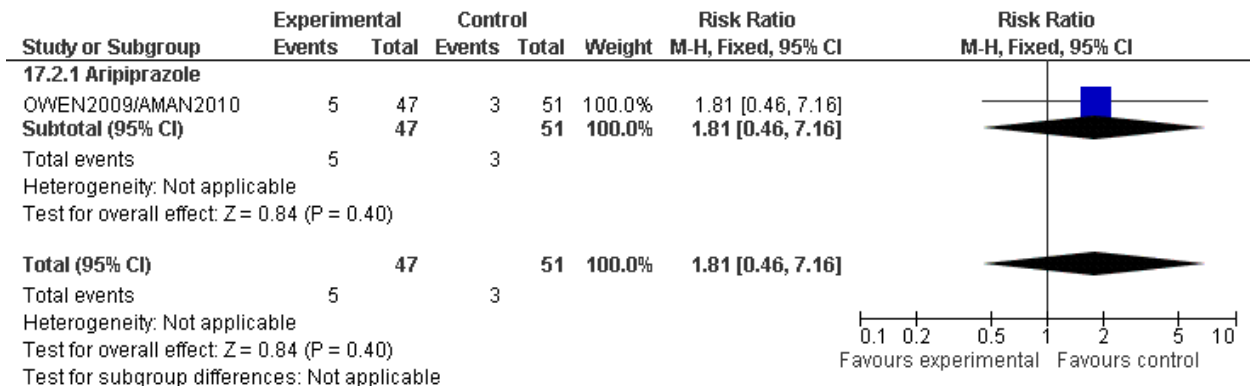 Experimental Control Risk Ratio Risk Ratio
Study or Subgroup Events Total Events Total Weight M-H, Fixed, 95% CI M-H, Fixed, 95% CI
17.2.1 Aripiprazole
OWEN2009/AMAN2010 5 47 3 51 100.0% 1.81 [0.46, 7.16]
Subtotal (95% CI) 47 51 100.0% 1.81 [0.46, 7.16]
Total events 5 3
Heterogeneity: Not applicable
Test for overall effect: Z = 0.84 (P = 0.40)
Total (95% CI) 47 51 100.0% 1.81 [0.46, 7.16]
Total events 5 3
Heterogeneity: Not applicable
Test for overall effect: Z = 0.84 (P = 0.40)
Test for subgroup differences: Not applicable
0.1 0.2 0.5 1 2 5 10
Favours experimental Favours control